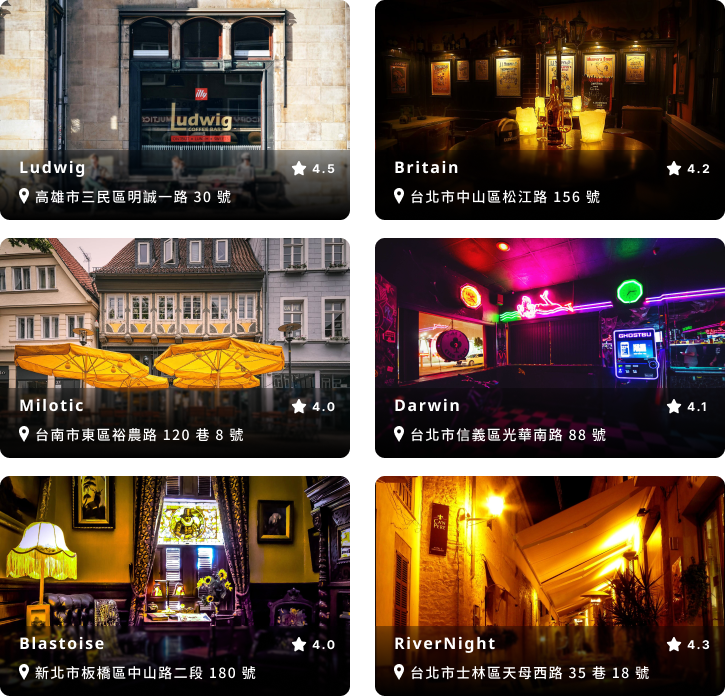 illy
Ludwig
COFFEE BAR
Ludwig
4.5
高雄市三民區明誠一路 30 號
Britain
4.2
台北市中山區松江路 156 號
Milotic
4.0
台南市東區裕農路 120 巷 8 號
GHOSTBU
Darwin
4.1
台北市信義區光華南路 88 號
Blastoise
4.0
新北市板橋區中山路二段 180 號
RiverNight
4.3
台北市士林區天母西路 35 巷 18 號